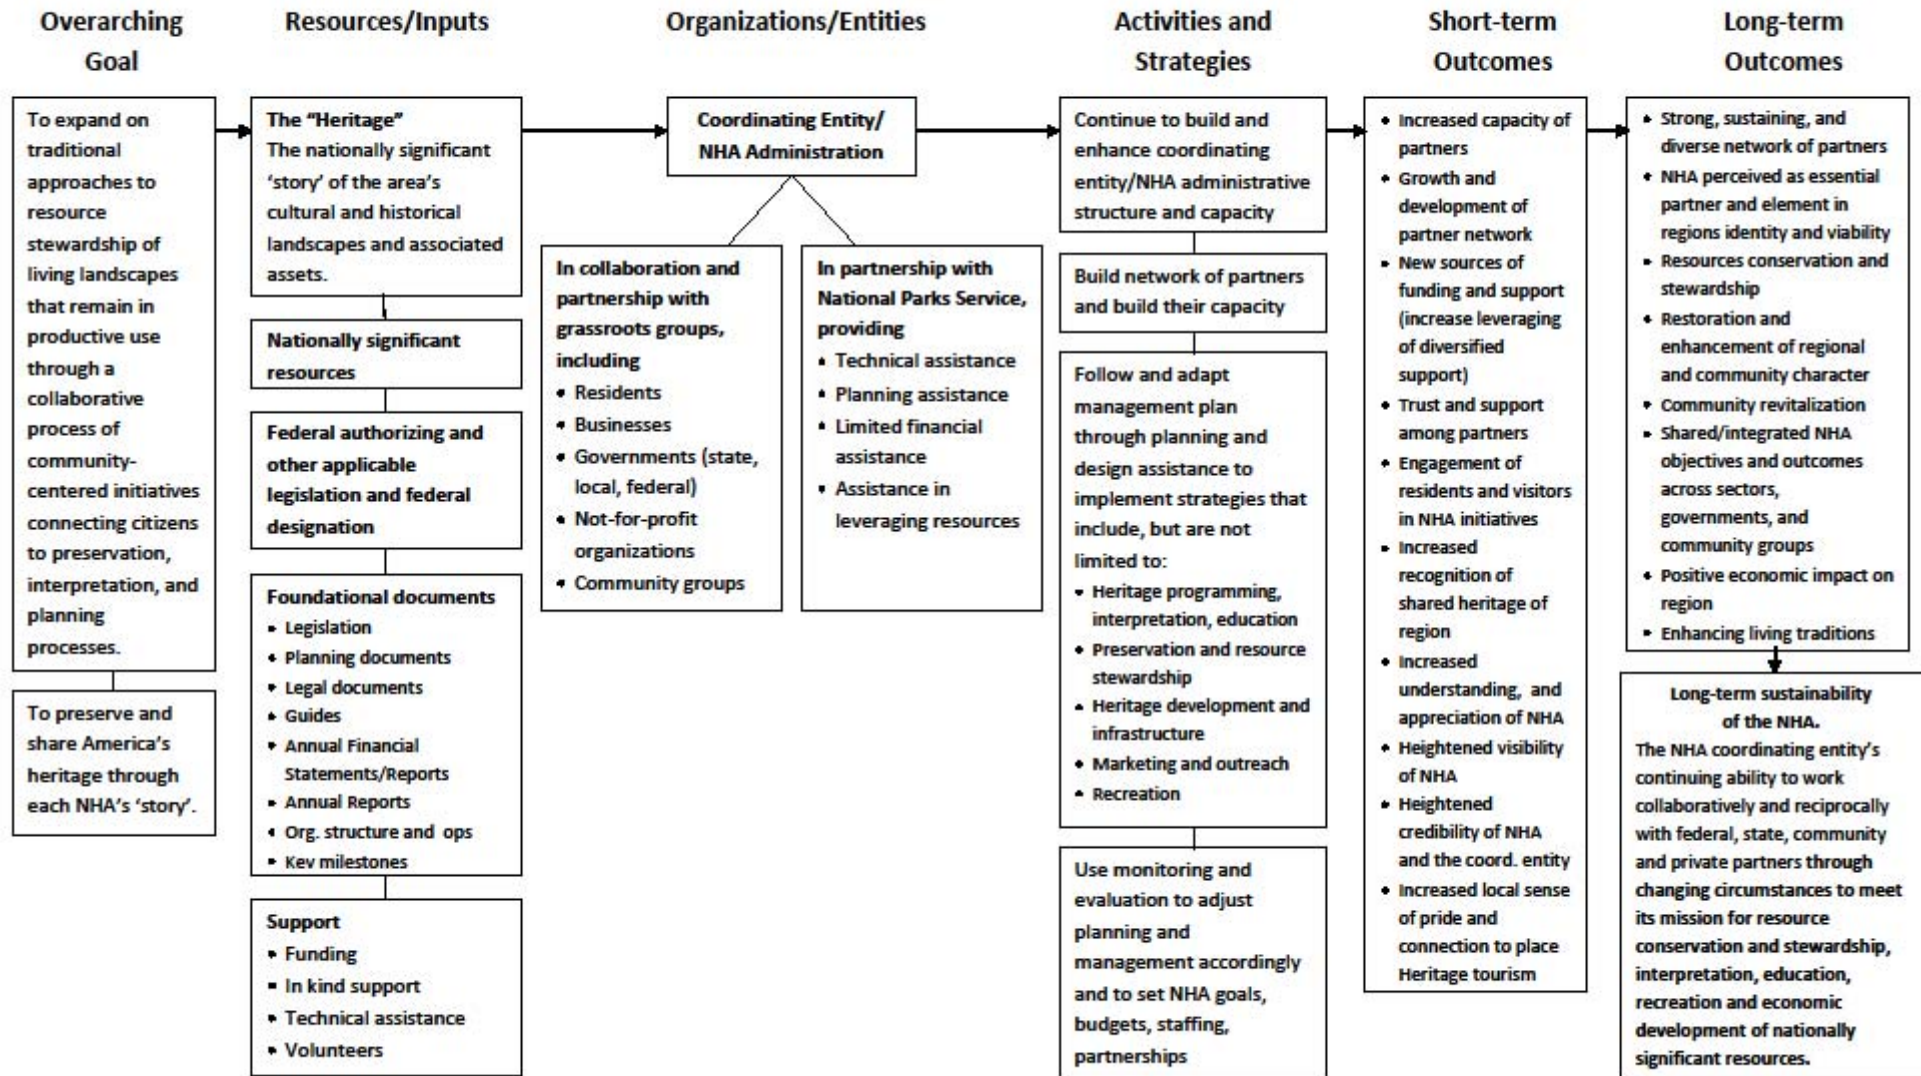 Overarching
Goal
Resources/Inputs
Organizations/Entities
Activities and
Strategies
Short-term
Outcomes
Long-term
Outcomes
To expand on
traditional
approaches to
resource
stewardship of
living landscapes
that remain in
productive use
through a
collaborative
process of
community-
centered initiatives
connecting citizens
to preservation,
interpretation, and
planning
processes.
To preserve and
share America's
heritage through
each NHA's 'story'.
The "Heritage"
The nationally significant
'story' of the area's
cultural and historical
landscapes and associated
assets.
Nationally significant
resources
Federal authorizing and
other applicable
legislation and federal
designation
Foundational documents
• Legislation
• Planning documents
• Legal documents
• Guides
• Annual Financial
Statements/Reports
• Annual Reports
• Org. structure and ops
• Key milestones
Support
• Funding
• In kind support
• Technical assistance
• Volunteers
Coordinating Entity/
NHA Administration
In collaboration and
partnership with
grassroots groups,
including
• Residents
• Businesses
• Governments (state,
local, federal)
• Not-for-profit
organizations
• Community groups
In partnership with
National Parks Service,
providing
• Technical assistance
• Planning assistance
• Limited financial
assistance
• Assistance in
leveraging resources
Continue to build and
enhance coordinating
entity/NHA administrative
structure and capacity
Build network of partners
and build their capacity
Follow and adapt
management plan
through planning and
design assistance to
implement strategies that
include, but are not
limited to:
• Heritage programming,
interpretation, education
• Preservation and resource
stewardship
• Heritage development and
infrastructure
• Marketing and outreach
• Recreation
Use monitoring and
evaluation to adjust
planning and
management accordingly
and to set NHA goals,
budgets, staffing,
partnerships
• Increased capacity of
partners
• Growth and
development of
partner network
• New sources of
funding and support
(increase leveraging
of diversified
support)
• Trust and support
among partners
• Engagement of
residents and visitors
in NHA initiatives
• Increased
recognition of
shared heritage of
region
• Increased
understanding, and
appreciation of NHA
• Heightened visibility
of NHA
• Heightened
credibility of NHA
and the coord. entity
• Increased local sense
of pride and
connection to place
Heritage tourism
• Strong, sustaining, and
diverse network of partners
• NHA perceived as essential
partner and element in
regions identity and viability
• Resources conservation and
stewardship
• Restoration and
enhancement of regional
and community character
• Community revitalization
• Shared/integrated NHA
objectives and outcomes
across sectors,
governments, and
community groups
• Positive economic impact on
region
• Enhancing living traditions
Long-term sustainability
of the NHA.
The NHA coordinating entity's
continuing ability to work
collaboratively and reciprocally
with federal, state, community
and private partners through
changing circumstances to meet
its mission for resource
conservation and stewardship,
interpretation, education,
recreation and economic
development of nationally
significant resources.